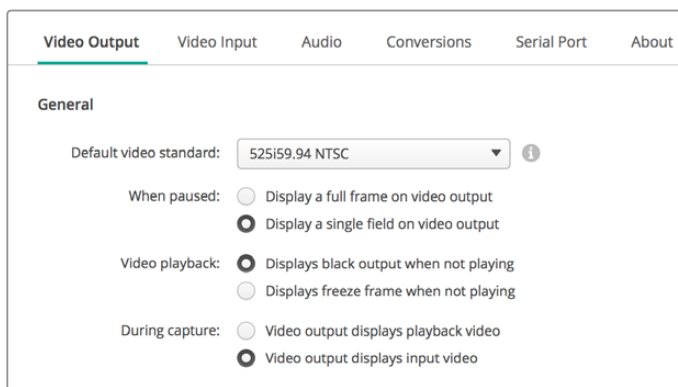 Video Output Video Input Audio Conversions Serial Port About
General
Default video standard: 525i59.94 NTSC
When paused: Display a full frame on video output
Display a single field on video output
Video playback: Displays black output when not playing
Displays freeze frame when not playing
During capture: Video output displays playback video
Video output displays input video